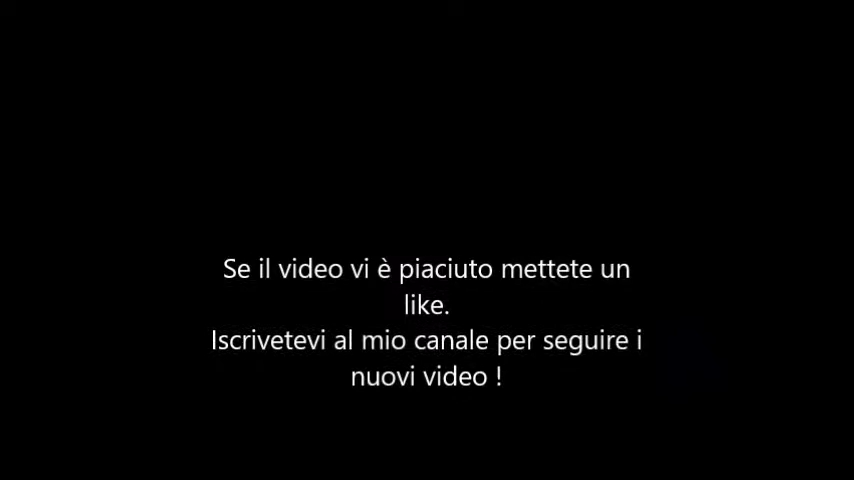 Se il video vi è piaciuto mettete un
like.
Iscrivetevi al mio canale per seguire i
nuovi video !